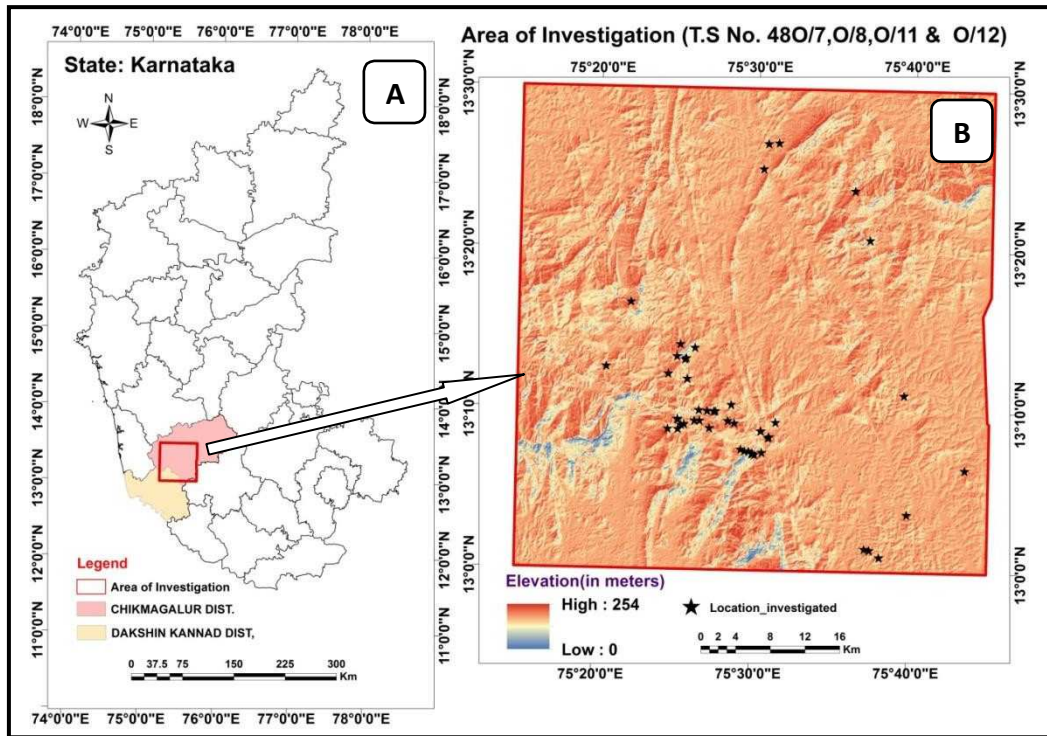 74°0'0"E 75°0'0"E 76°0'0"E 77°0'0"E 78°0'0"E
State: Karnataka
A
N
W E
S
18°0'0"N
17°0'0"N
16°0'0"N
15°0'0"N
14°0'0"N
13°0'0"N
12°0'0"N
11°0'0"N
18°0'0"N
17°0'0"N
16°0'0"N
15°0'0"N
14°0'0"N
13°0'0"N
12°0'0"N
11°0'0"N
Legend
Area of Investigation
CHIKMAGALUR DIST.
DAKSHIN KANNAD DIST,
0 37.5 75 150 225 300
Km
74°0'0"E 75°0'0"E 76°0'0"E 77°0'0"E 78°0'0"E
Area of Investigation (T.S No. 48O/7,O/8,O/11 & O/12)
75°20'0"E 75°30'0"E 75°40'0"E
B
13°30'0"N
13°20'0"N
13°10'0"N
13°0'0"N
13°30'0"N
13°20'0"N
13°10'0"N
13°0'0"N
Elevation(in meters)
High : 254
Low : 0
Location_investigated
0 2 4 8 12 16
Km
75°20'0"E 75°30'0"E 75°40'0"E